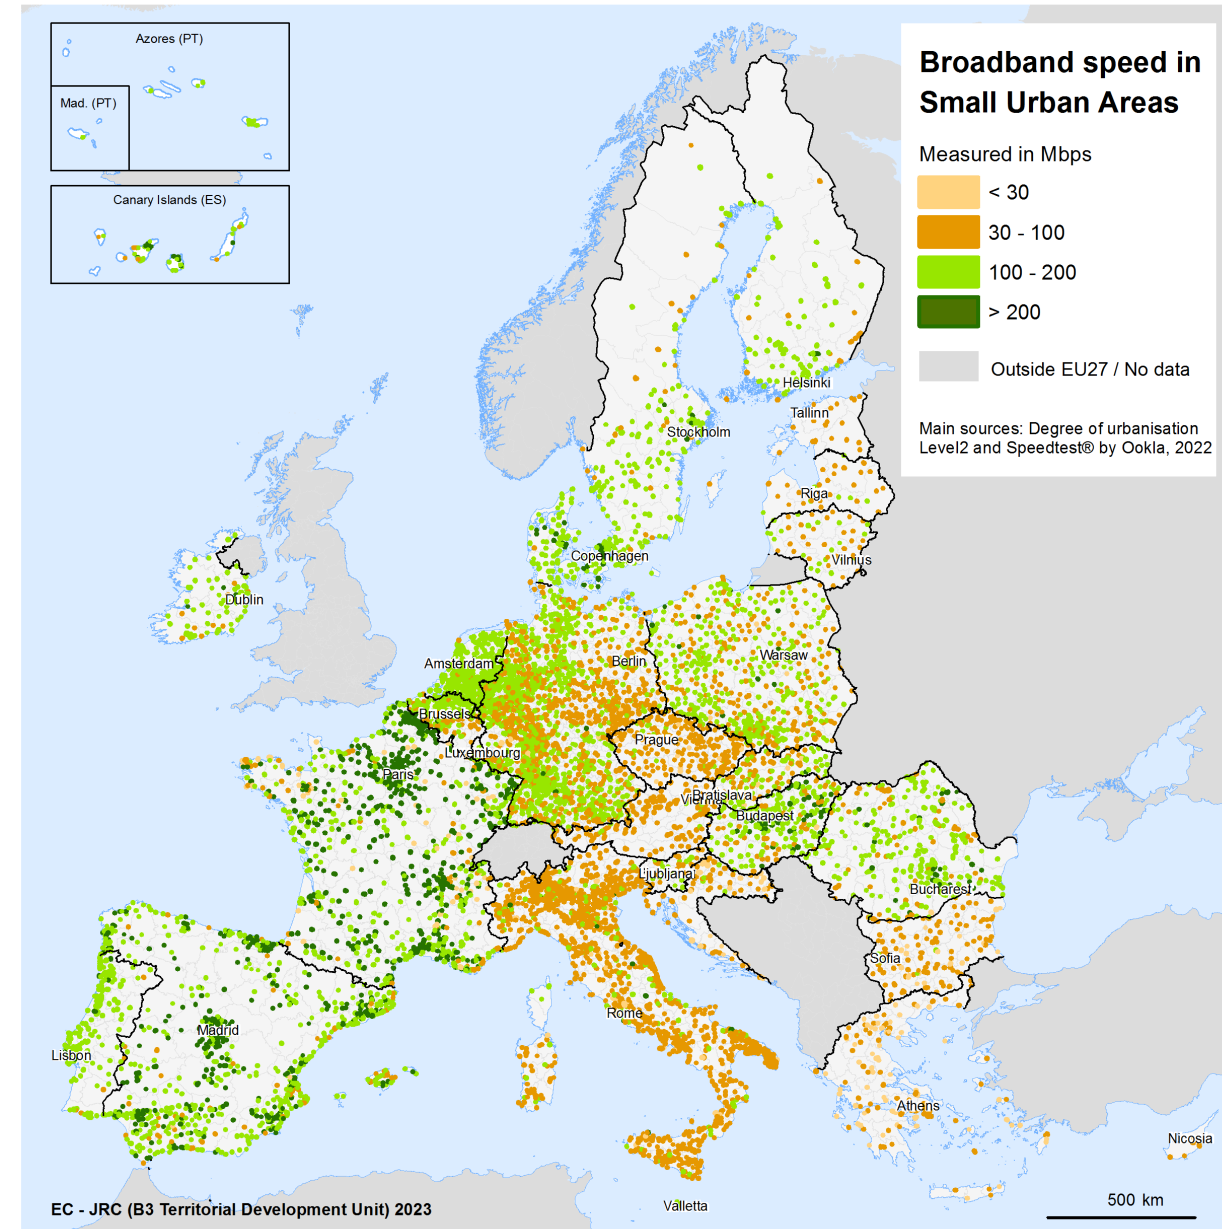 Azores (PT)
Mad. (PT)
Canary Islands (ES)
Broadband speed in
Small Urban Areas
Measured in Mbps
< 30
30 - 100
100 - 200
> 200
Outside EU27 / No data
Main sources: Degree of urbanisation
Level2 and Speedtest® by Ookla, 2022
Helsinki
Tallinn
Stockholm
Riga
Copenhagen
Vilnius
Dublin
Amsterdam
Berlin
Warsaw
Brussels
Prague
Luxembourg
Paris
Vienna
Bratislava
Budapest
Ljubljana
Bucharest
Sofia
Rome
Madrid
Lisbon
Athens
Nicosia
Valletta
500 km
EC - JRC (B3 Territorial Development Unit) 2023